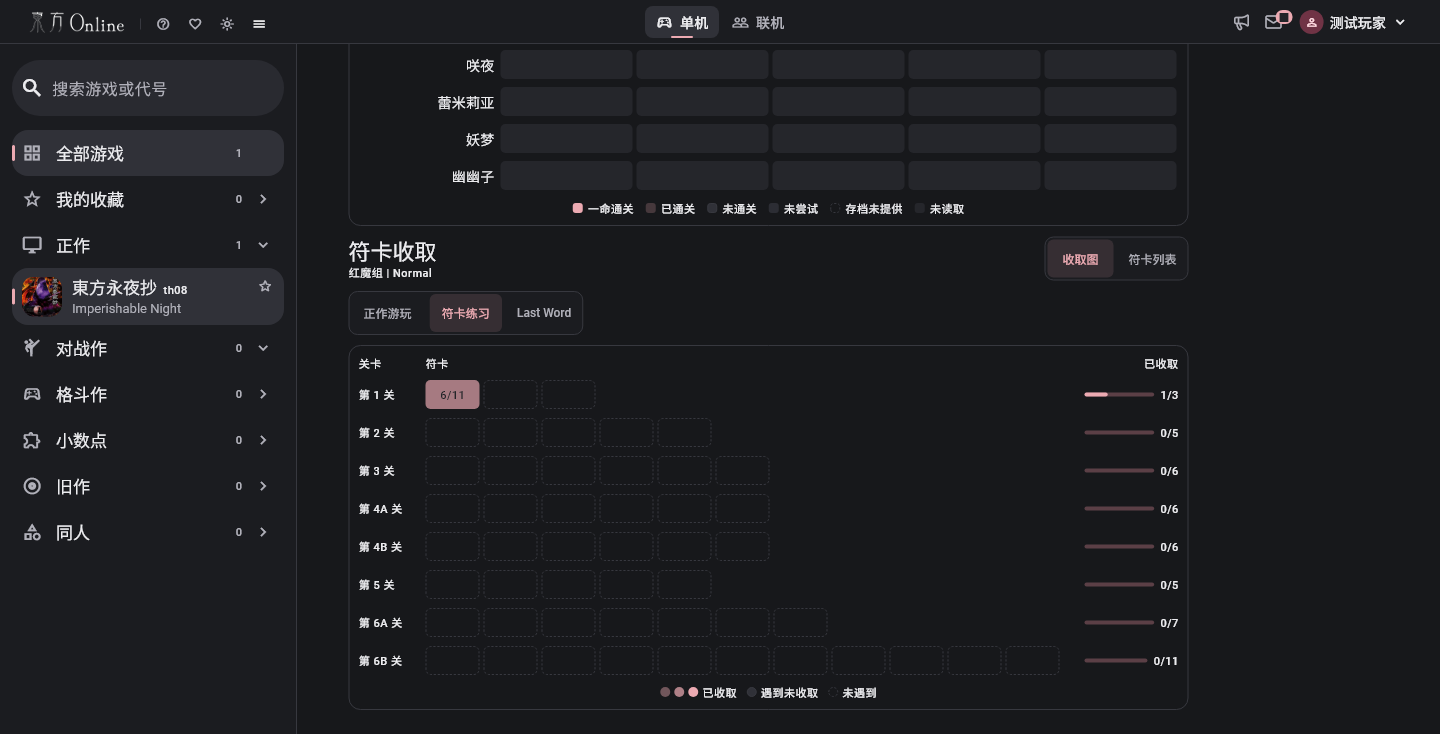 東方Online
单机
联机
测试玩家
搜索游戏或代号
全部游戏 1
我的收藏 0
正作 1
東方永夜抄 th08
Imperishable Night
对战作 0
格斗作 0
小数点 0
旧作 0
同人 0
咲夜
蕾米莉亚
妖梦
幽幽子
一命通关 已通关 未通关 未尝试 存档未提供 未读取
符卡收取
红魔组 | Normal
收取图 符卡列表
正作游玩 符卡练习 Last Word
关卡 符卡 已收取
第 1 关 6/11 1/3
第 2 关 0/5
第 3 关 0/6
第 4A 关 0/6
第 4B 关 0/6
第 5 关 0/5
第 6A 关 0/7
第 6B 关 0/11
已收取 遇到未收取 未遇到